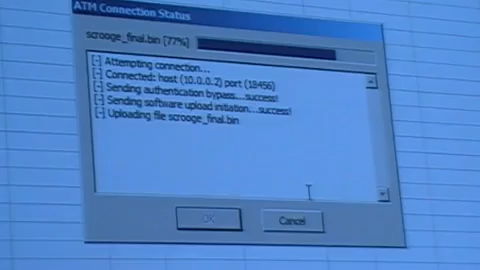 ATM Connection Status
scrooge_final.bin [77%]
[-] Attempting connection...
[-] Connected: host (10.0.0.2) port (18456)
[-] Sending authentication bypass...success!
[-] Sending software upload initiation...success!
[-] Uploading file scrooge_final.bin
OK
Cancel